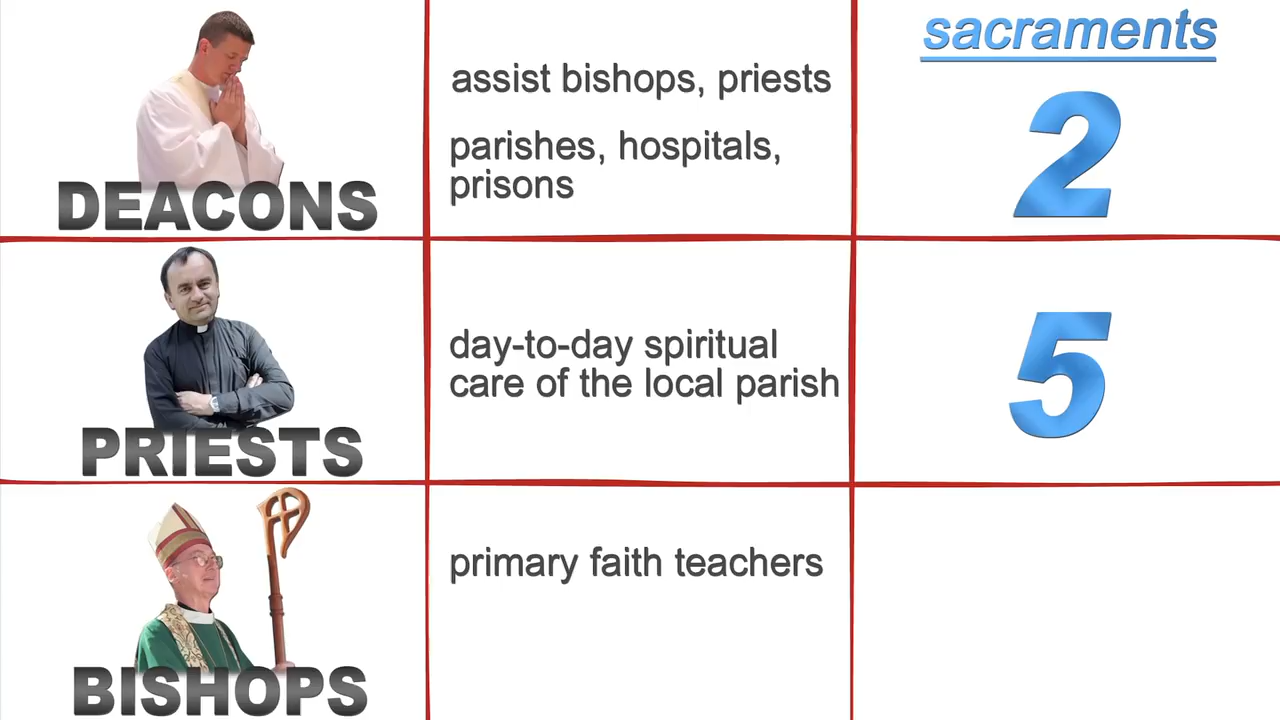 sacraments
assist bishops, priests
parishes, hospitals,
prisons
2
DEACONS
day-to-day spiritual
care of the local parish
5
PRIESTS
primary faith teachers
BISHOPS